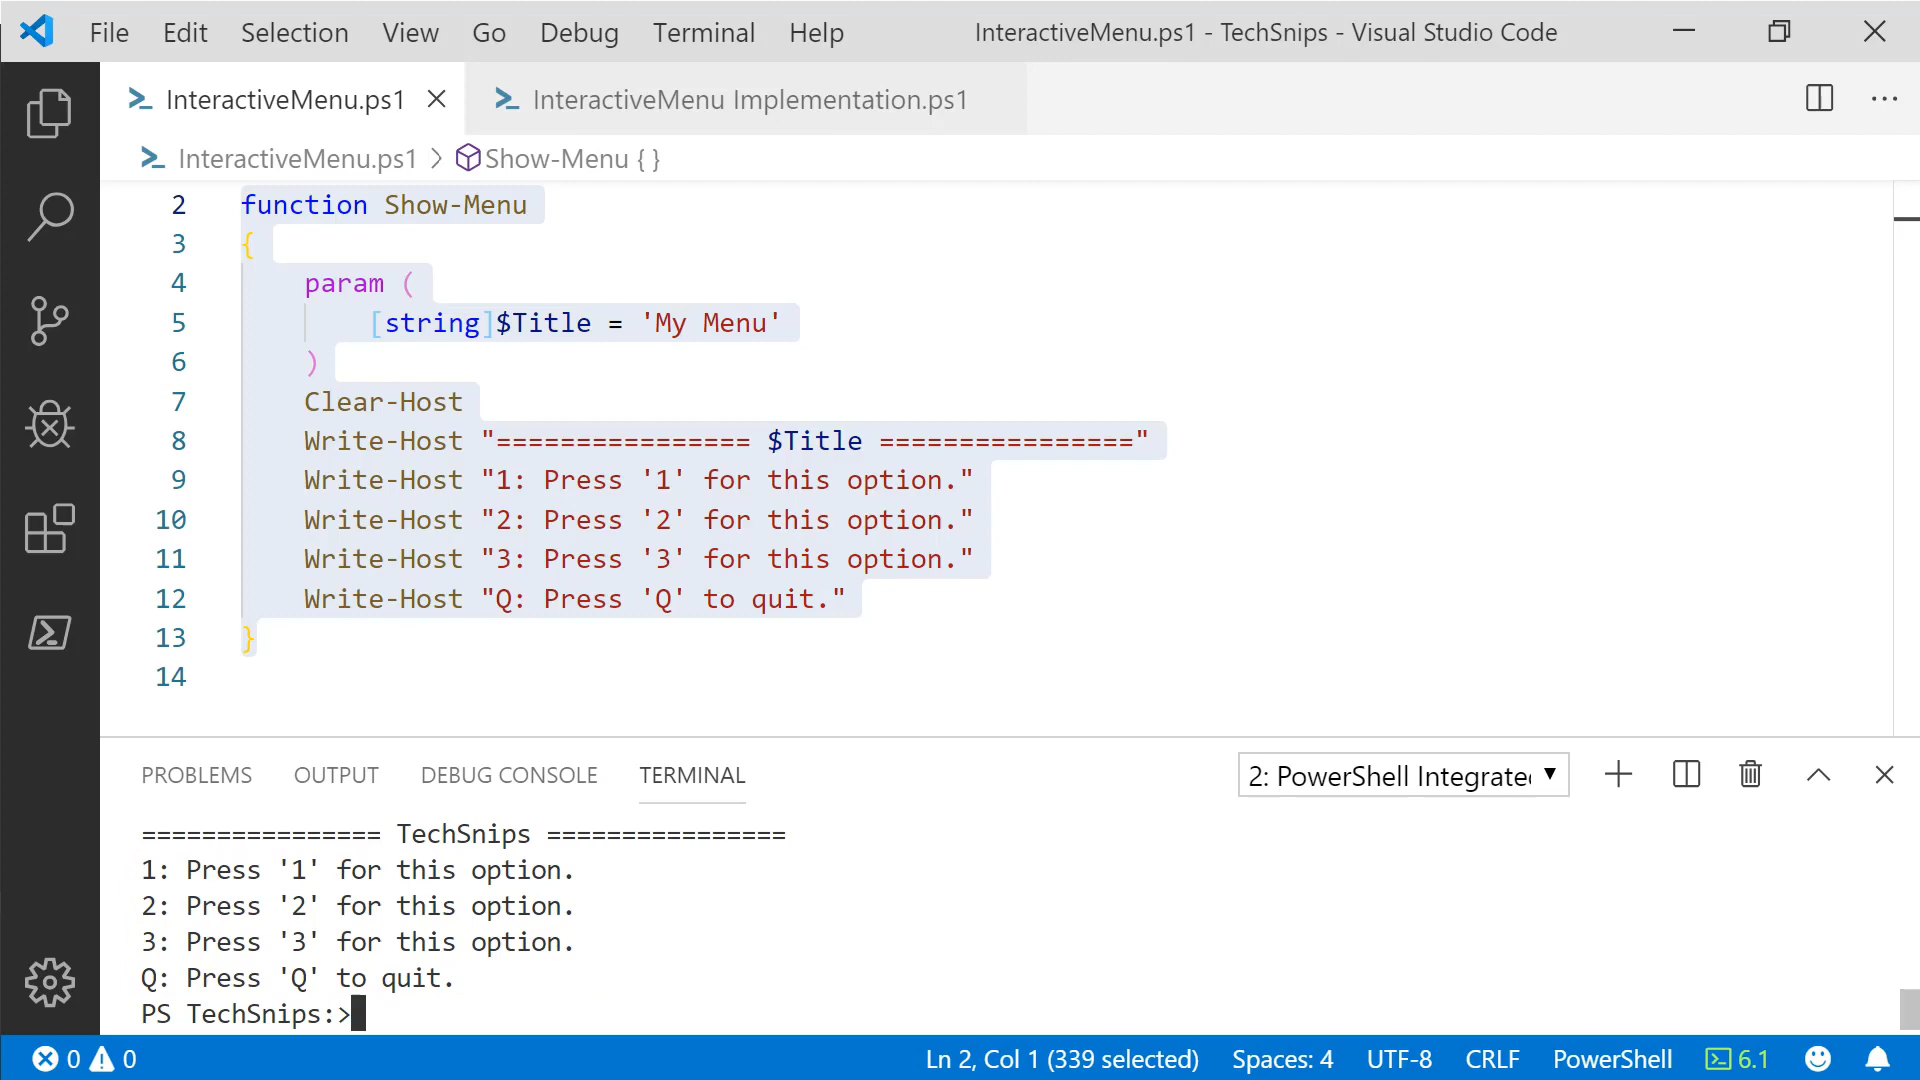 File Edit Selection View Go Debug Terminal Help InteractiveMenu.ps1 - TechSnips - Visual Studio Code
InteractiveMenu.ps1 InteractiveMenu Implementation.ps1
InteractiveMenu.ps1 > Show-Menu { }
2 function Show-Menu
3 {
4 param (
5 [string]$Title = 'My Menu'
6 )
7 Clear-Host
8 Write-Host "================ $Title ================"
9 Write-Host "1: Press '1' for this option."
10 Write-Host "2: Press '2' for this option."
11 Write-Host "3: Press '3' for this option."
12 Write-Host "Q: Press 'Q' to quit."
13 }
14
PROBLEMS OUTPUT DEBUG CONSOLE TERMINAL 2: PowerShell Integrated
================ TechSnips ================
1: Press '1' for this option.
2: Press '2' for this option.
3: Press '3' for this option.
Q: Press 'Q' to quit.
PS TechSnips:>
0 0 Ln 2, Col 1 (339 selected) Spaces: 4 UTF-8 CRLF PowerShell 6.1